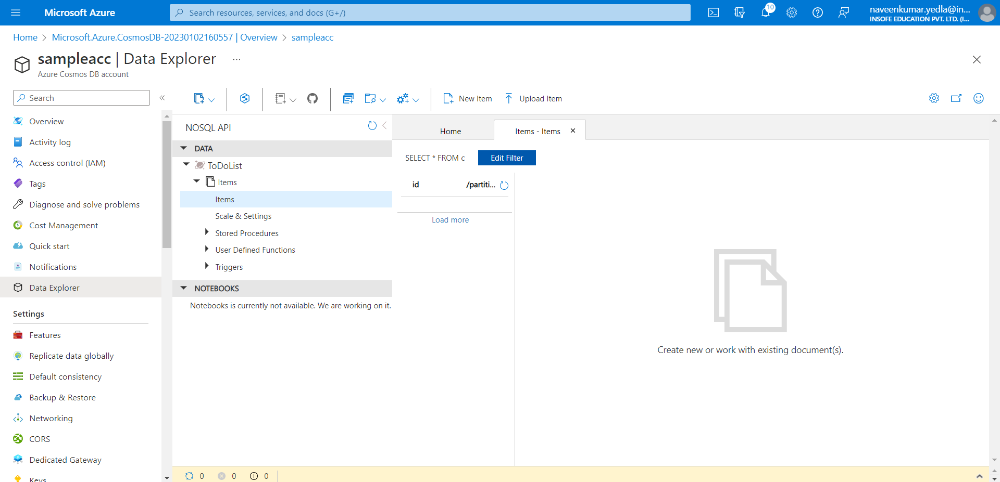 Microsoft Azure
Search resources, services, and docs (G+/)
10
naveenkumar.yedla@in...
INSOFE EDUCATION PVT. LTD. (I...
Home > Microsoft.Azure.CosmosDB-20230102160557 | Overview > sampleacc
sampleacc | Data Explorer ...
Azure Cosmos DB account
Search
«
New Item
Upload Item
Overview
Activity log
Access control (IAM)
Tags
Diagnose and solve problems
Cost Management
Quick start
Notifications
Data Explorer
Settings
Features
Replicate data globally
Default consistency
Backup & Restore
Networking
CORS
Dedicated Gateway
Keys
NOSQL API
DATA
ToDoList
Items
Items
Scale & Settings
Stored Procedures
User Defined Functions
Triggers
NOTEBOOKS
Notebooks is currently not available. We are working on it.
Home
Items - Items
SELECT * FROM c
Edit Filter
id /partiti...
Load more
Create new or work with existing document(s).
0 0 0